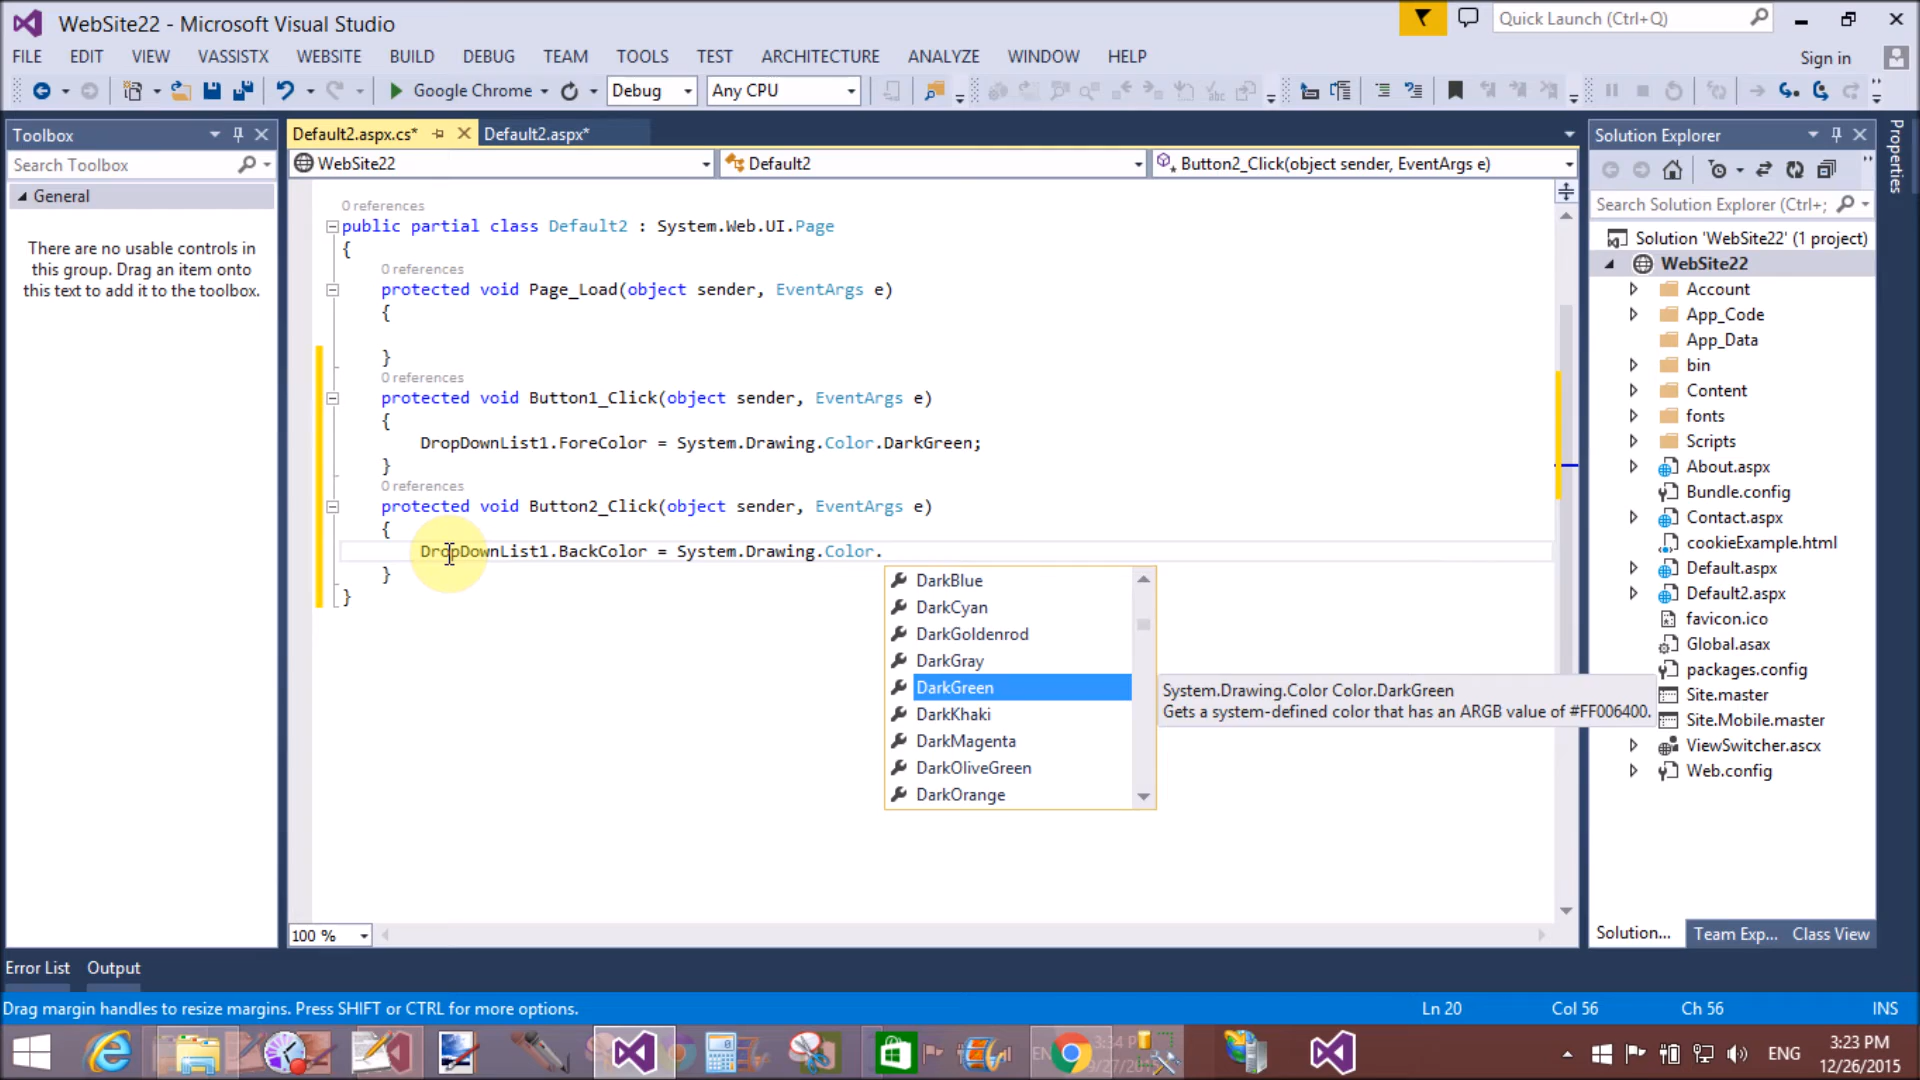 WebSite22 - Microsoft Visual Studio
Quick Launch (Ctrl+Q)
FILE EDIT VIEW VASSISTX WEBSITE BUILD DEBUG TEAM TOOLS TEST ARCHITECTURE ANALYZE WINDOW HELP
Sign in
Google Chrome Debug Any CPU
Toolbox
Search Toolbox
General
There are no usable controls in
this group. Drag an item onto
this text to add it to the toolbox.
Default2.aspx.cs* Default2.aspx*
WebSite22 Default2 Button2_Click(object sender, EventArgs e)
0 references
public partial class Default2 : System.Web.UI.Page
{
0 references
protected void Page_Load(object sender, EventArgs e)
{
}
0 references
protected void Button1_Click(object sender, EventArgs e)
{
DropDownList1.ForeColor = System.Drawing.Color.DarkGreen;
}
0 references
protected void Button2_Click(object sender, EventArgs e)
{
DropDownList1.BackColor = System.Drawing.Color.
}
}
DarkBlue
DarkCyan
DarkGoldenrod
DarkGray
DarkGreen
DarkKhaki
DarkMagenta
DarkOliveGreen
DarkOrange
System.Drawing.Color Color.DarkGreen
Gets a system-defined color that has an ARGB value of #FF006400.
100 %
Solution Explorer
Search Solution Explorer (Ctrl+;
Solution 'WebSite22' (1 project)
WebSite22
Account
App_Code
App_Data
bin
Content
fonts
Scripts
About.aspx
Bundle.config
Contact.aspx
cookieExample.html
Default.aspx
Default2.aspx
favicon.ico
Global.asax
packages.config
Site.master
Site.Mobile.master
ViewSwitcher.ascx
Web.config
Solution... Team Exp... Class View
Properties
Error List Output
Drag margin handles to resize margins. Press SHIFT or CTRL for more options.
Ln 20 Col 56 Ch 56 INS
ENG
3:23 PM
12/26/2015